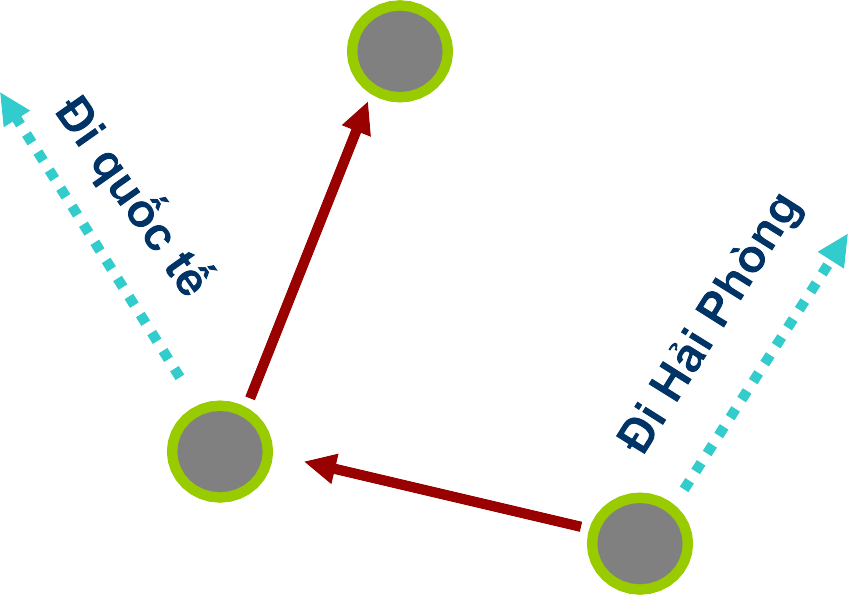 Đi quốc tế
Đi Hải Phòng